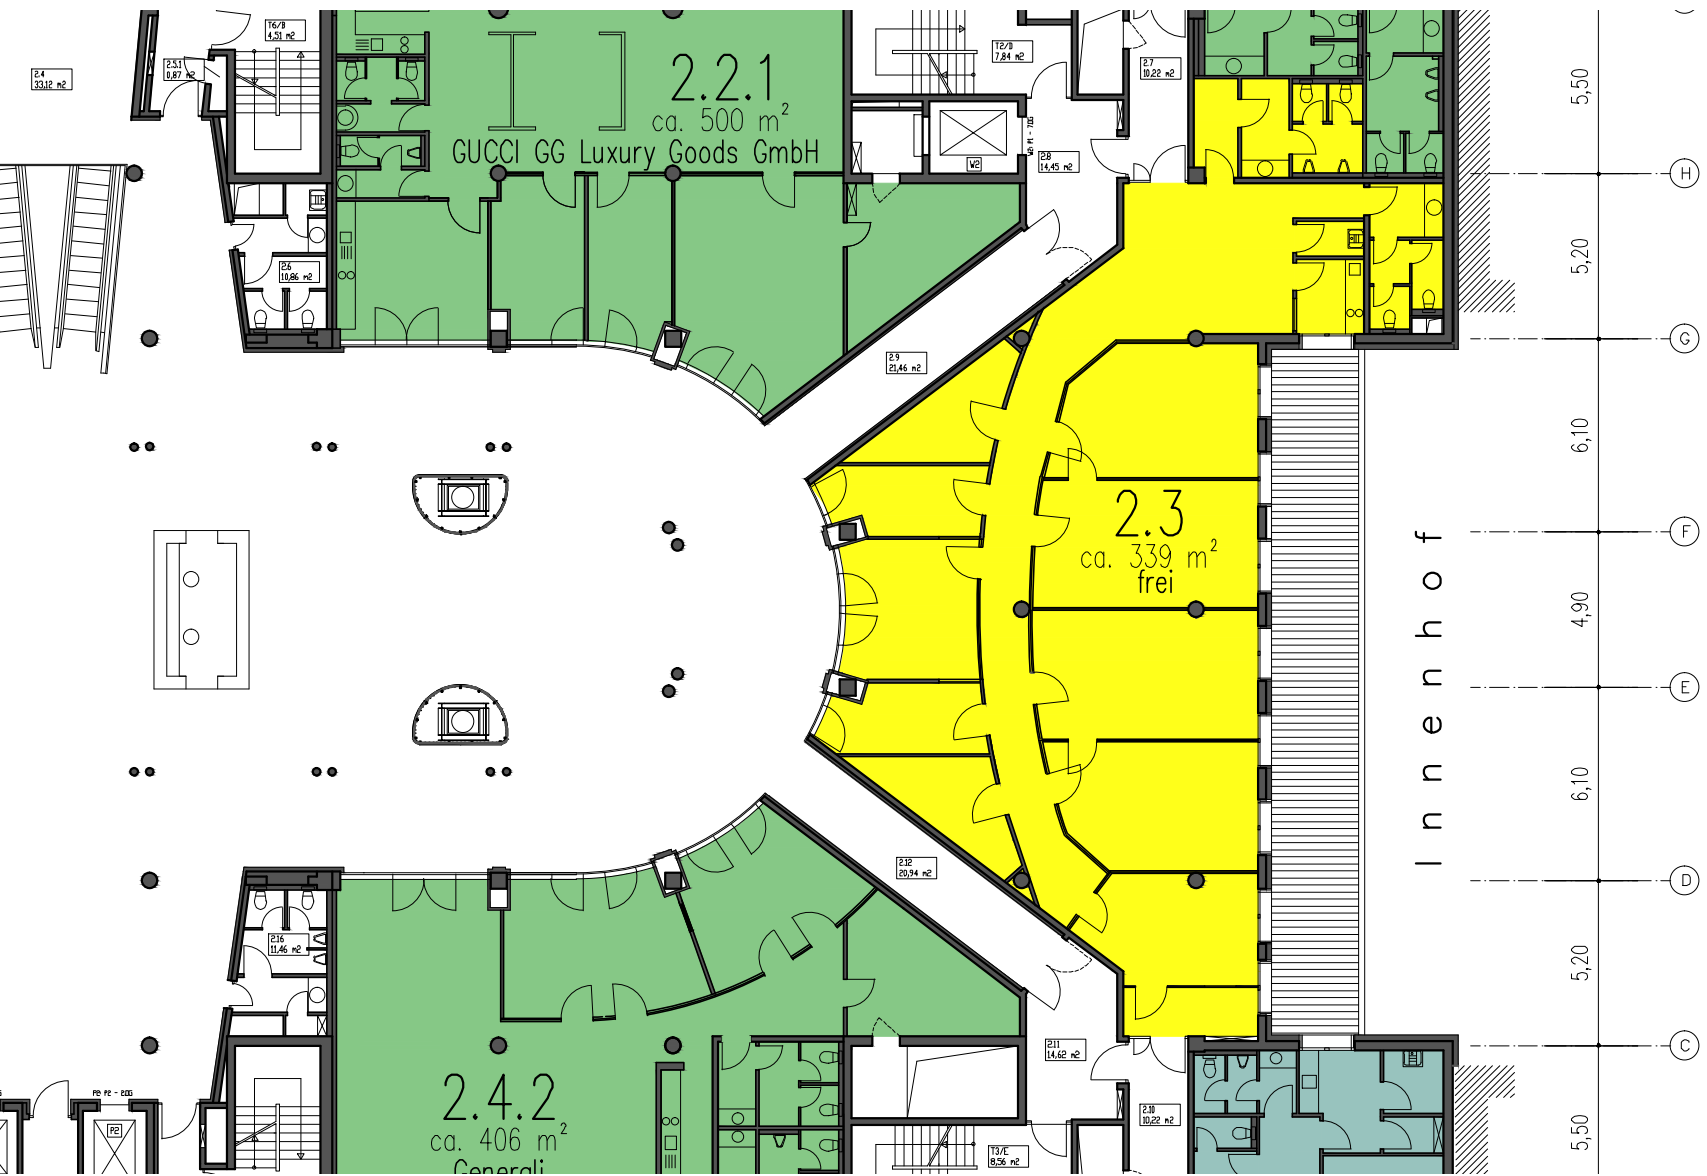 T6/B
4,51 m2
2.4
33,12 m2
2.5.1
0,87 m2
2.2.1
ca. 500 m²
GUCCI GG Luxury Goods GmbH
T2/D
7,84 m2
2.7
10,22 m2
5,50
W2
2.8
14,45 m2
H
2.6
10,86 m2
5,20
G
2.9
21,46 m2
6,10
2.3
ca. 339 m²
frei
F
Innenhof
4,90
E
6,10
2.12
20,94 m2
D
2.16
11,46 m2
5,20
2.11
14,62 m2
C
2.4.2
ca. 406 m²
Generali
P2
2.10
10,22 m2
T3/E
8,56 m2
5,50